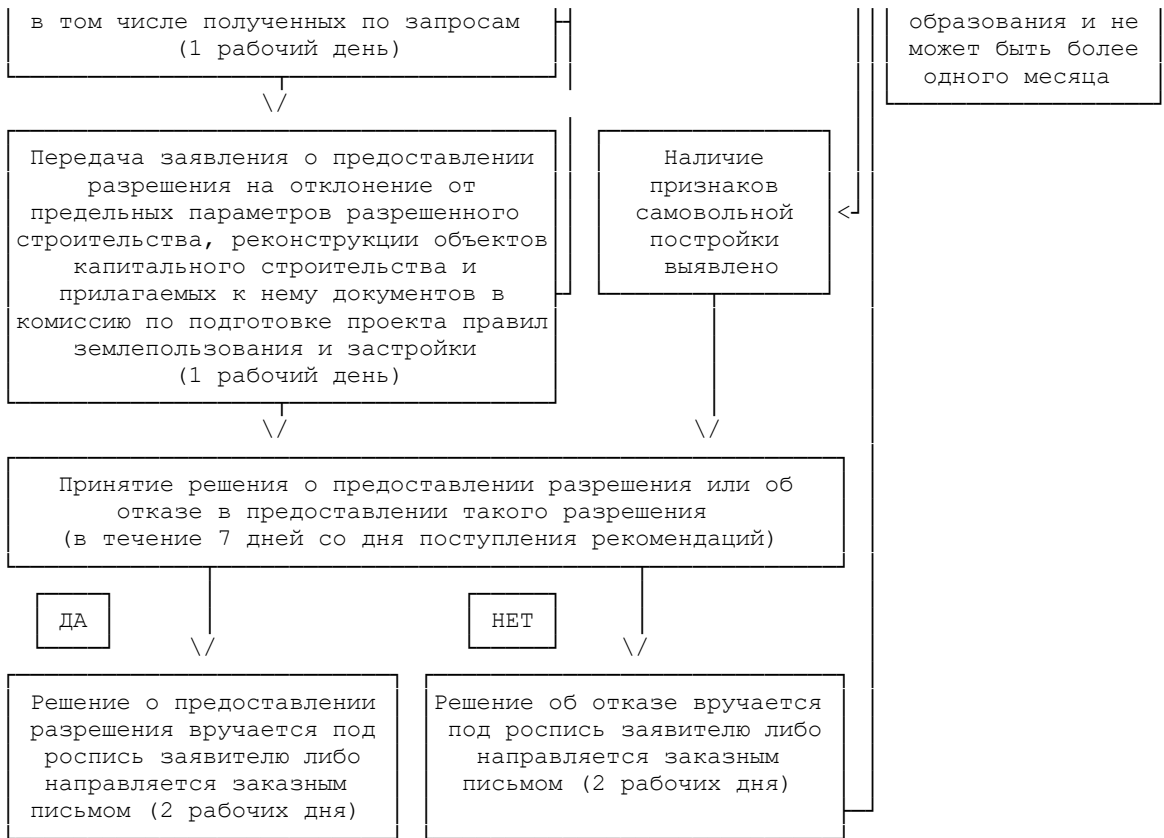 в том числе полученных по запросам
(1 рабочий день)
образования и не
может быть более
одного месяца
\/
Передача заявления о предоставлении
разрешения на отклонение от
предельных параметров разрешенного
строительства, реконструкции объектов
капитального строительства и
прилагаемых к нему документов в
комиссию по подготовке проекта правил
землепользования и застройки
(1 рабочий день)
Наличие
признаков
самовольной
постройки
выявлено
<
\/
\/
Принятие решения о предоставлении разрешения или об
отказе в предоставлении такого разрешения
(в течение 7 дней со дня поступления рекомендаций)
ДА
\/
НЕТ
\/
Решение о предоставлении
разрешения вручается под
роспись заявителю либо
направляется заказным
письмом (2 рабочих дня)
Решение об отказе вручается
под роспись заявителю либо
направляется заказным
письмом (2 рабочих дня)